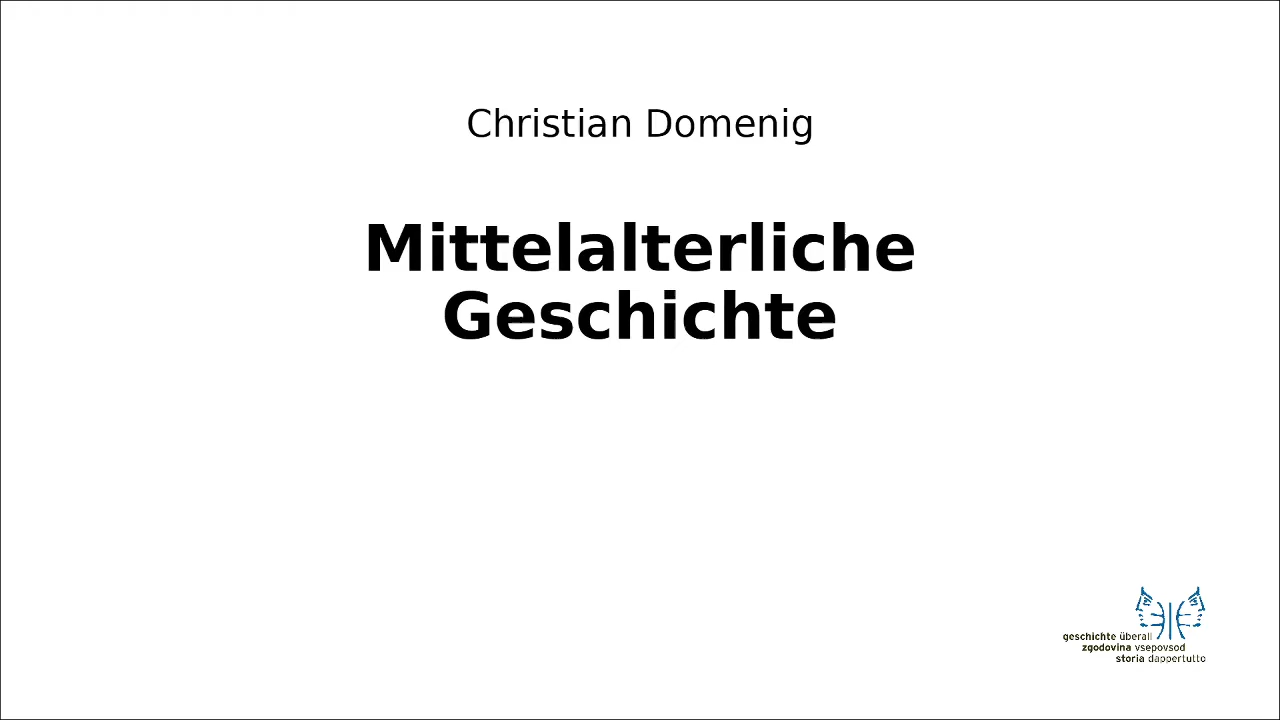 Christian Domenig
Mittelalterliche
Geschichte
geschichte überall
zgodovina vsepovsod
storia dappertutto